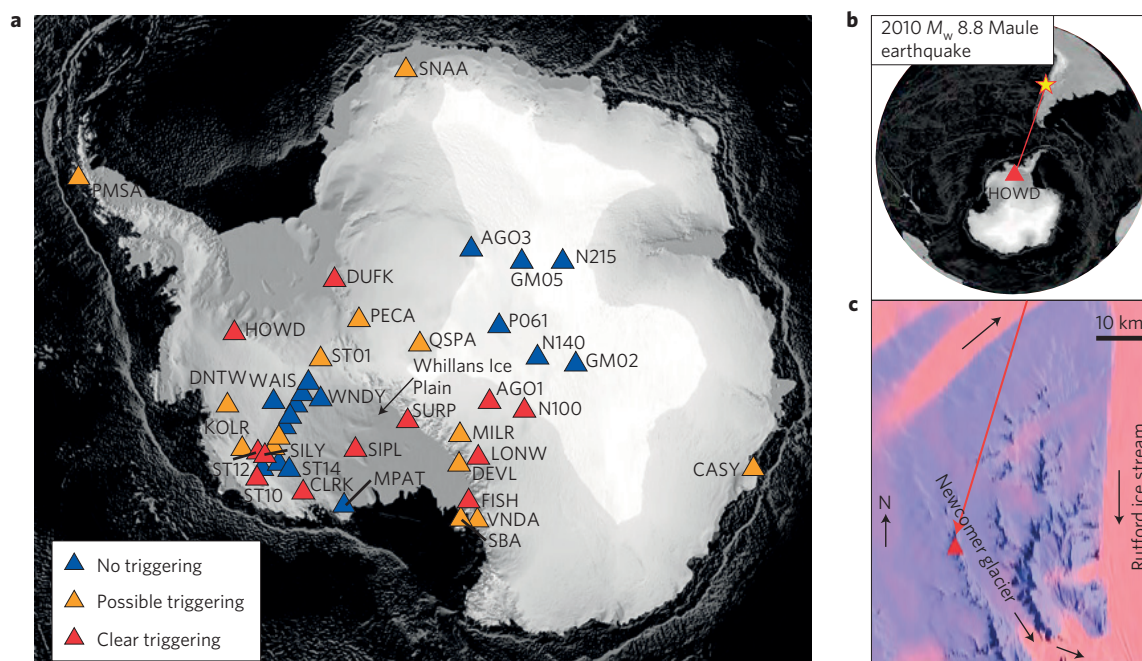 a
SNAA
PMSA
AGO3
GM05
N215
DUFK
PECA
P061
HOWD
QSPA
N140
GM02
ST01
Whillans Ice
Plain
DNTW
WAIS
WNDY
AGO1
N100
SURP
KOLR
MILR
SILY
SIPL
LONW
ST12
ST14
DEVL
CASY
ST10
CLRK
MPAT
FISH
VNDA
SBA
No triggering
Possible triggering
Clear triggering
b
2010 Mw 8.8 Maule
earthquake
HOWD
c
10 km
N
Newcomer glacier
Rutford ice stream